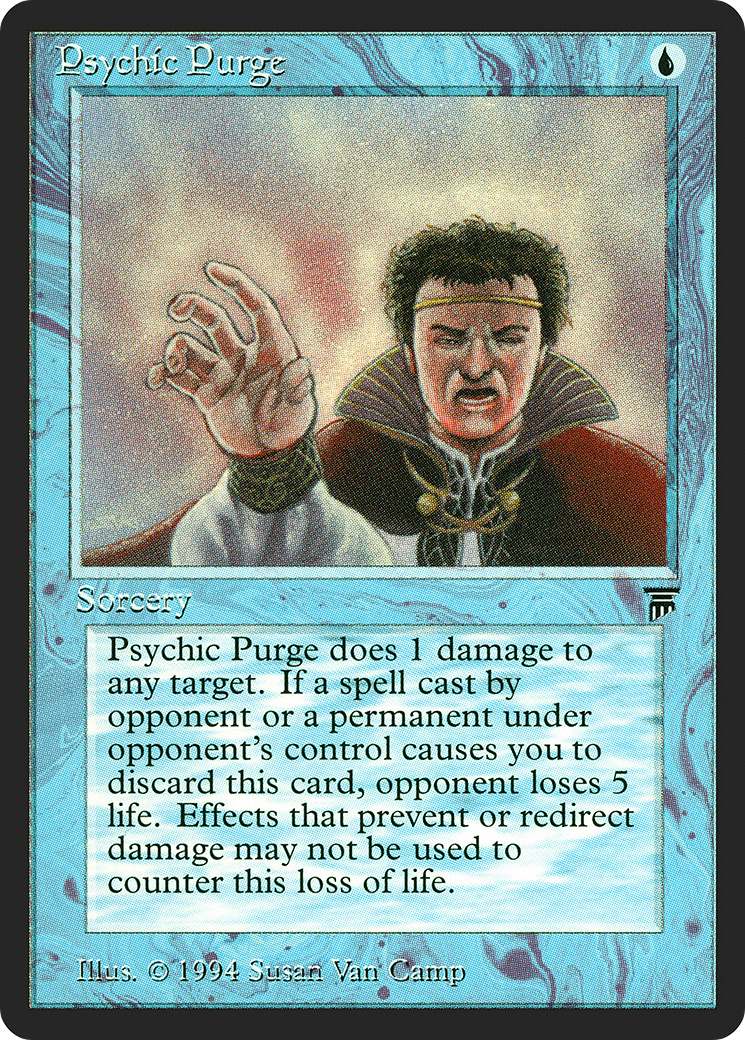 Psychic Purge
Sorcery
Psychic Purge does 1 damage to
any target. If a spell cast by
opponent or a permanent under
opponent's control causes you to
discard this card, opponent loses 5
life. Effects that prevent or redirect
damage may not be used to
counter this loss of life.
Illus. © 1994 Susan Van Camp